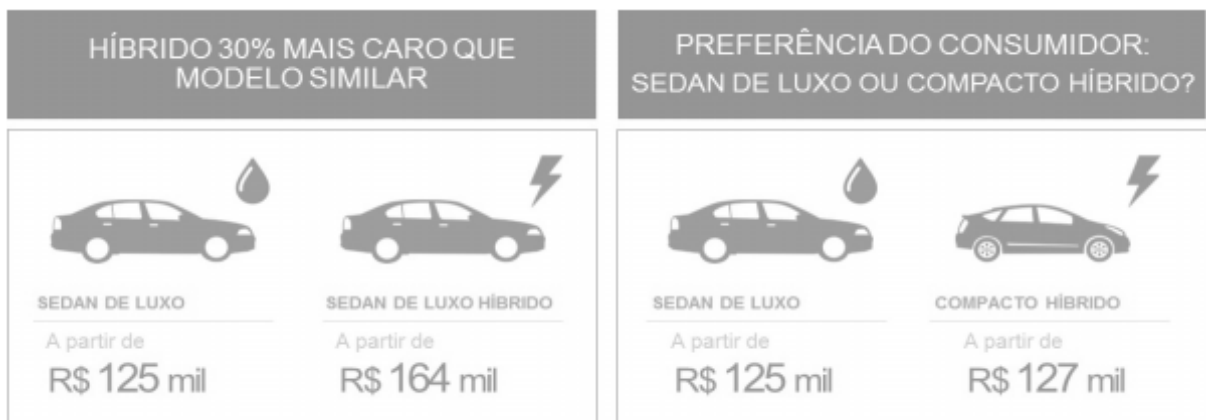 HÍBRIDO 30% MAIS CARO QUE
MODELO SIMILAR
SEDAN DE LUXO
A partir de
R$ 125 mil
SEDAN DE LUXO HÍBRIDO
A partir de
R$ 164 mil
PREFERÊNCIA DO CONSUMIDOR:
SEDAN DE LUXO OU COMPACTO HÍBRIDO?
SEDAN DE LUXO
A partir de
R$ 125 mil
COMPACTO HÍBRIDO
A partir de
R$ 127 mil